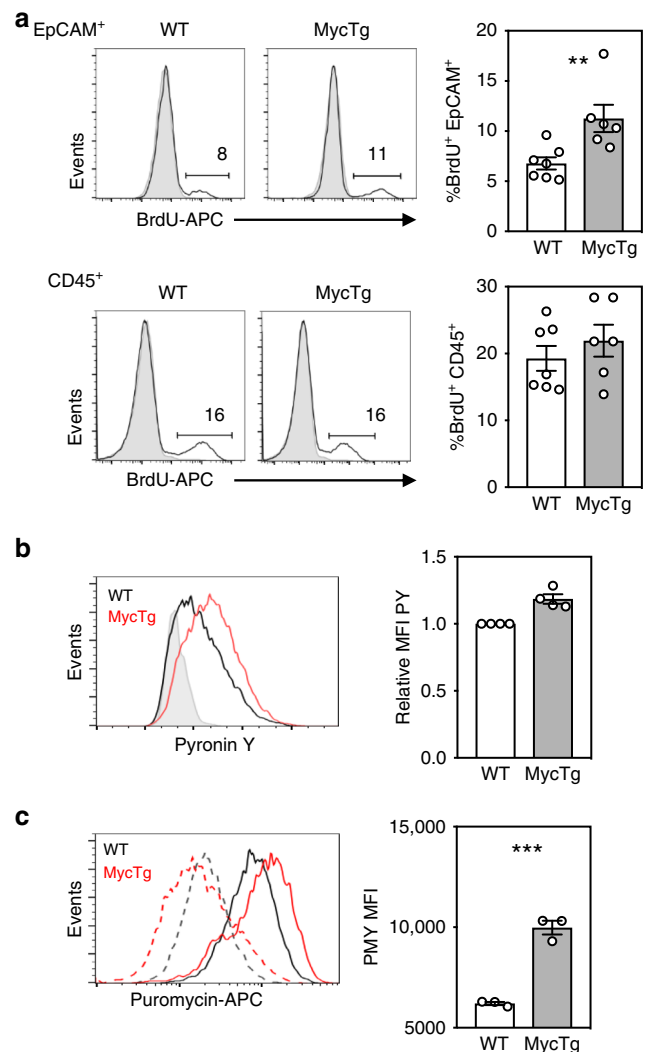 a
EpCAM⁺
WT
MycTg
Events
8
11
BrdU-APC
%BrdU⁺ EpCAM⁺
20
15
10
5
0
**
WT
MycTg
CD45⁺
WT
MycTg
Events
16
16
BrdU-APC
%BrdU⁺ CD45⁺
30
20
10
0
WT
MycTg
b
WT
MycTg
Events
Pyronin Y
Relative MFI PY
1.5
1.0
0.5
0.0
WT
MycTg
c
WT
MycTg
Events
Puromycin-APC
PMY MFI
15,000
10,000
5000
***
WT
MycTg